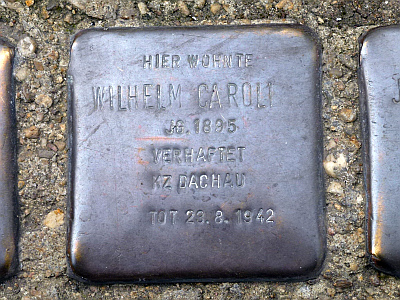 HIER WOHNTE
WILHELM CAROLI
JG. 1895
VERHAFTET
KZ DACHAU
TOT 23.8.1942